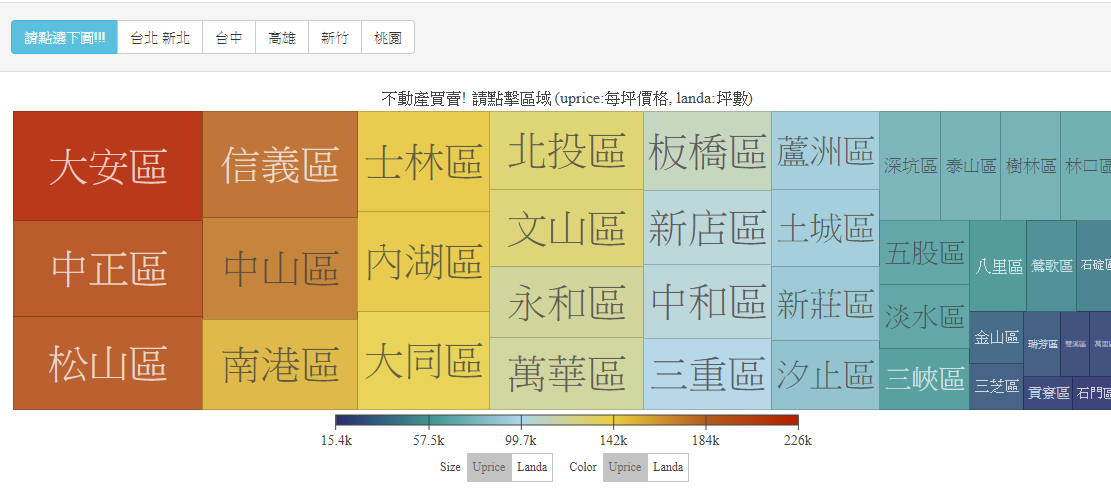 請點選下圖!!! 台北 新北 台中 高雄 新竹 桃園
不動產買賣! 請點擊區域 (uprice:每坪價格, landa:坪數)
大安區
中正區
松山區
信義區
中山區
南港區
士林區
內湖區
大同區
北投區
文山區
永和區
萬華區
板橋區
新店區
中和區
三重區
蘆洲區
土城區
新莊區
汐止區
深坑區
泰山區
樹林區
林口區
五股區
淡水區
三峽區
八里區
鶯歌區
石碇區
金山區
三芝區
瑞芳區
雙溪區
萬里區
貢寮區
石門區
15.4k 57.5k 99.7k 142k 184k 226k
Size Uprice Landa Color Uprice Landa